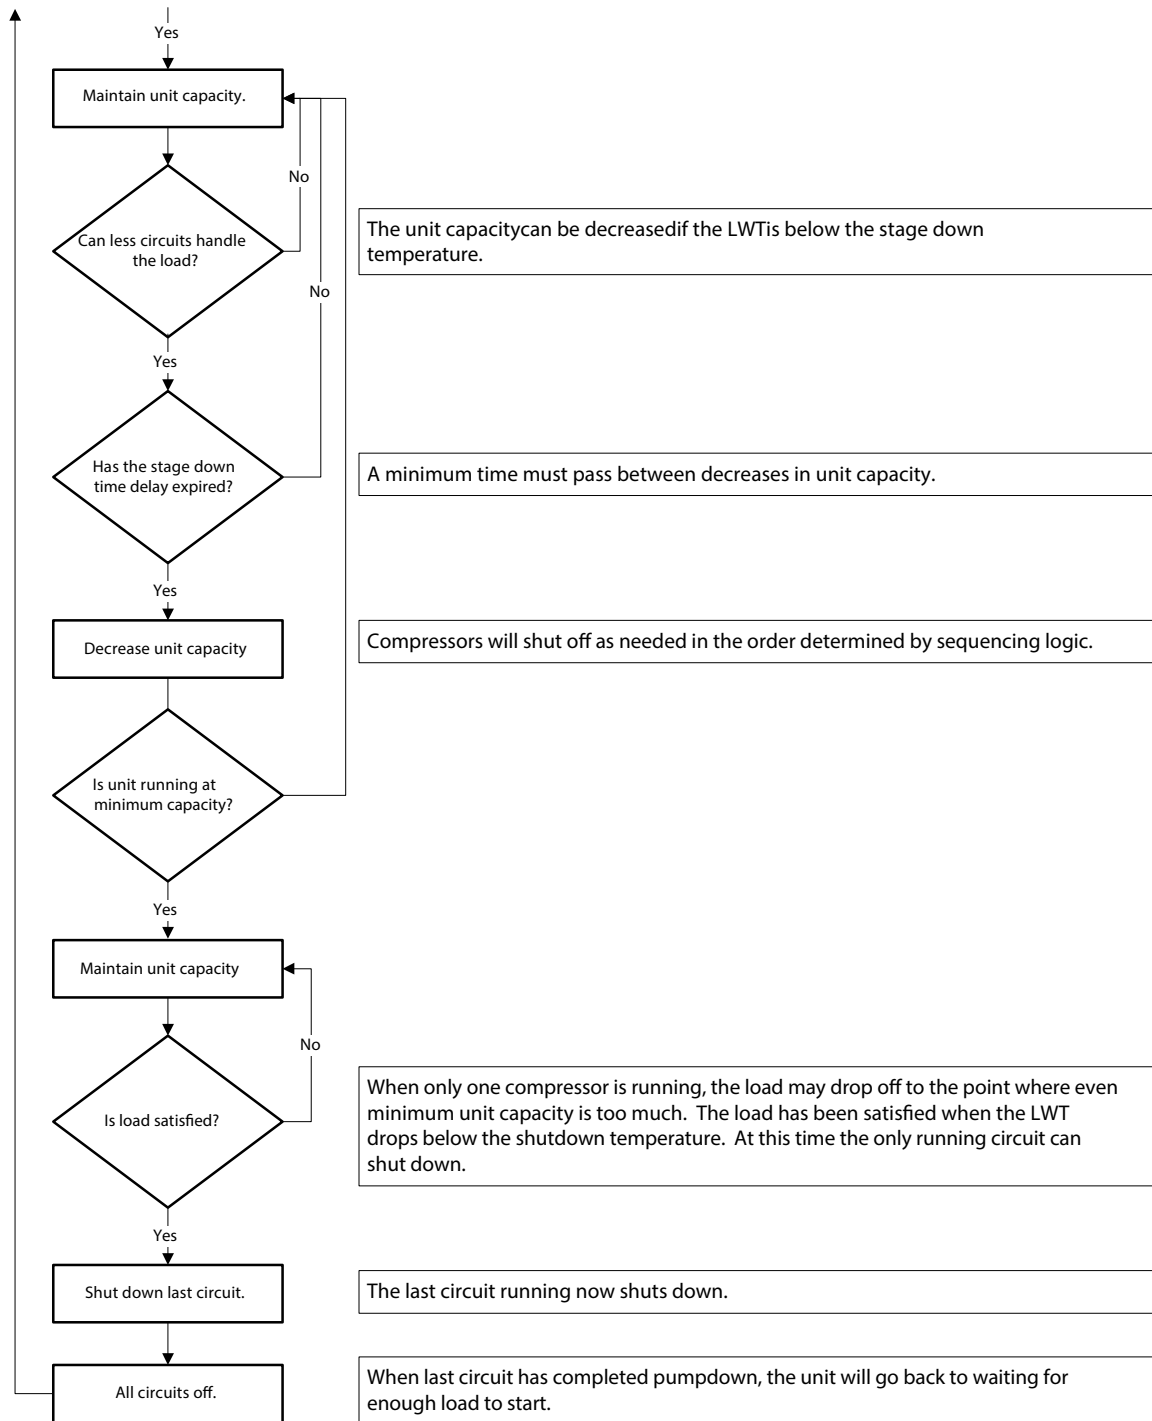 Yes
Maintain unit capacity.
No
Can less circuits handle
the load?
The unit capacitycan be decreasedif the LWTis below the stage down
temperature.
No
Yes
Has the stage down
time delay expired?
A minimum time must pass between decreases in unit capacity.
Yes
Decrease unit capacity
Compressors will shut off as needed in the order determined by sequencing logic.
Is unit running at
minimum capacity?
Yes
Maintain unit capacity
No
Is load satisfied?
When only one compressor is running, the load may drop off to the point where even
minimum unit capacity is too much. The load has been satisfied when the LWT
drops below the shutdown temperature. At this time the only running circuit can
shut down.
Yes
Shut down last circuit.
The last circuit running now shuts down.
All circuits off.
When last circuit has completed pumpdown, the unit will go back to waiting for
enough load to start.